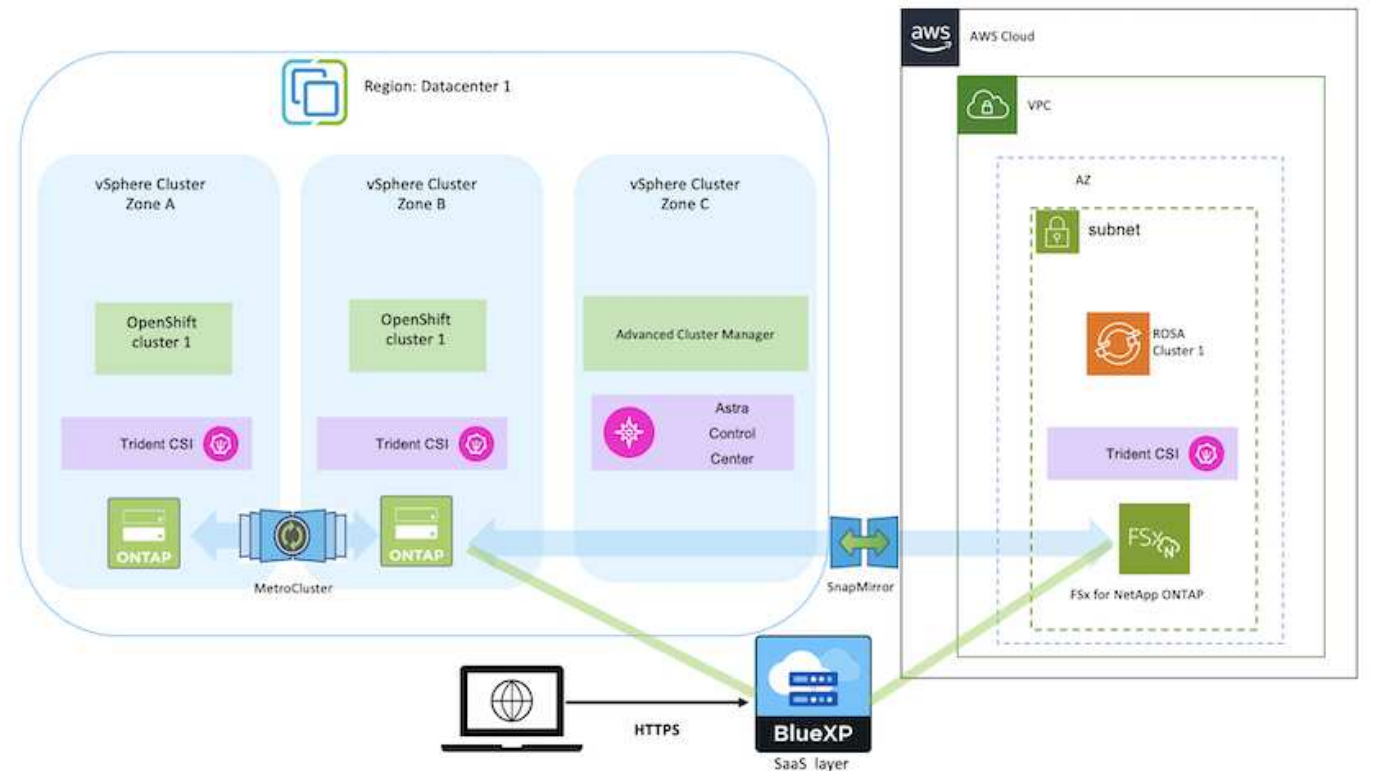 aws
AWS Cloud
Region: Datacenter 1
VPC
vSphere Cluster
Zone A
vSphere Cluster
Zone B
vSphere Cluster
Zone C
AZ
subnet
OpenShift
cluster 1
OpenShift
cluster 1
Advanced Cluster Manager
ROSA
Cluster 1
Trident CSI
Trident CSI
Astra
Control
Center
Trident CSI
ONTAP
ONTAP
FSx
N
MetroCluster
SnapMirror
FSx for NetApp ONTAP
HTTPS
BlueXP
SaaS layer